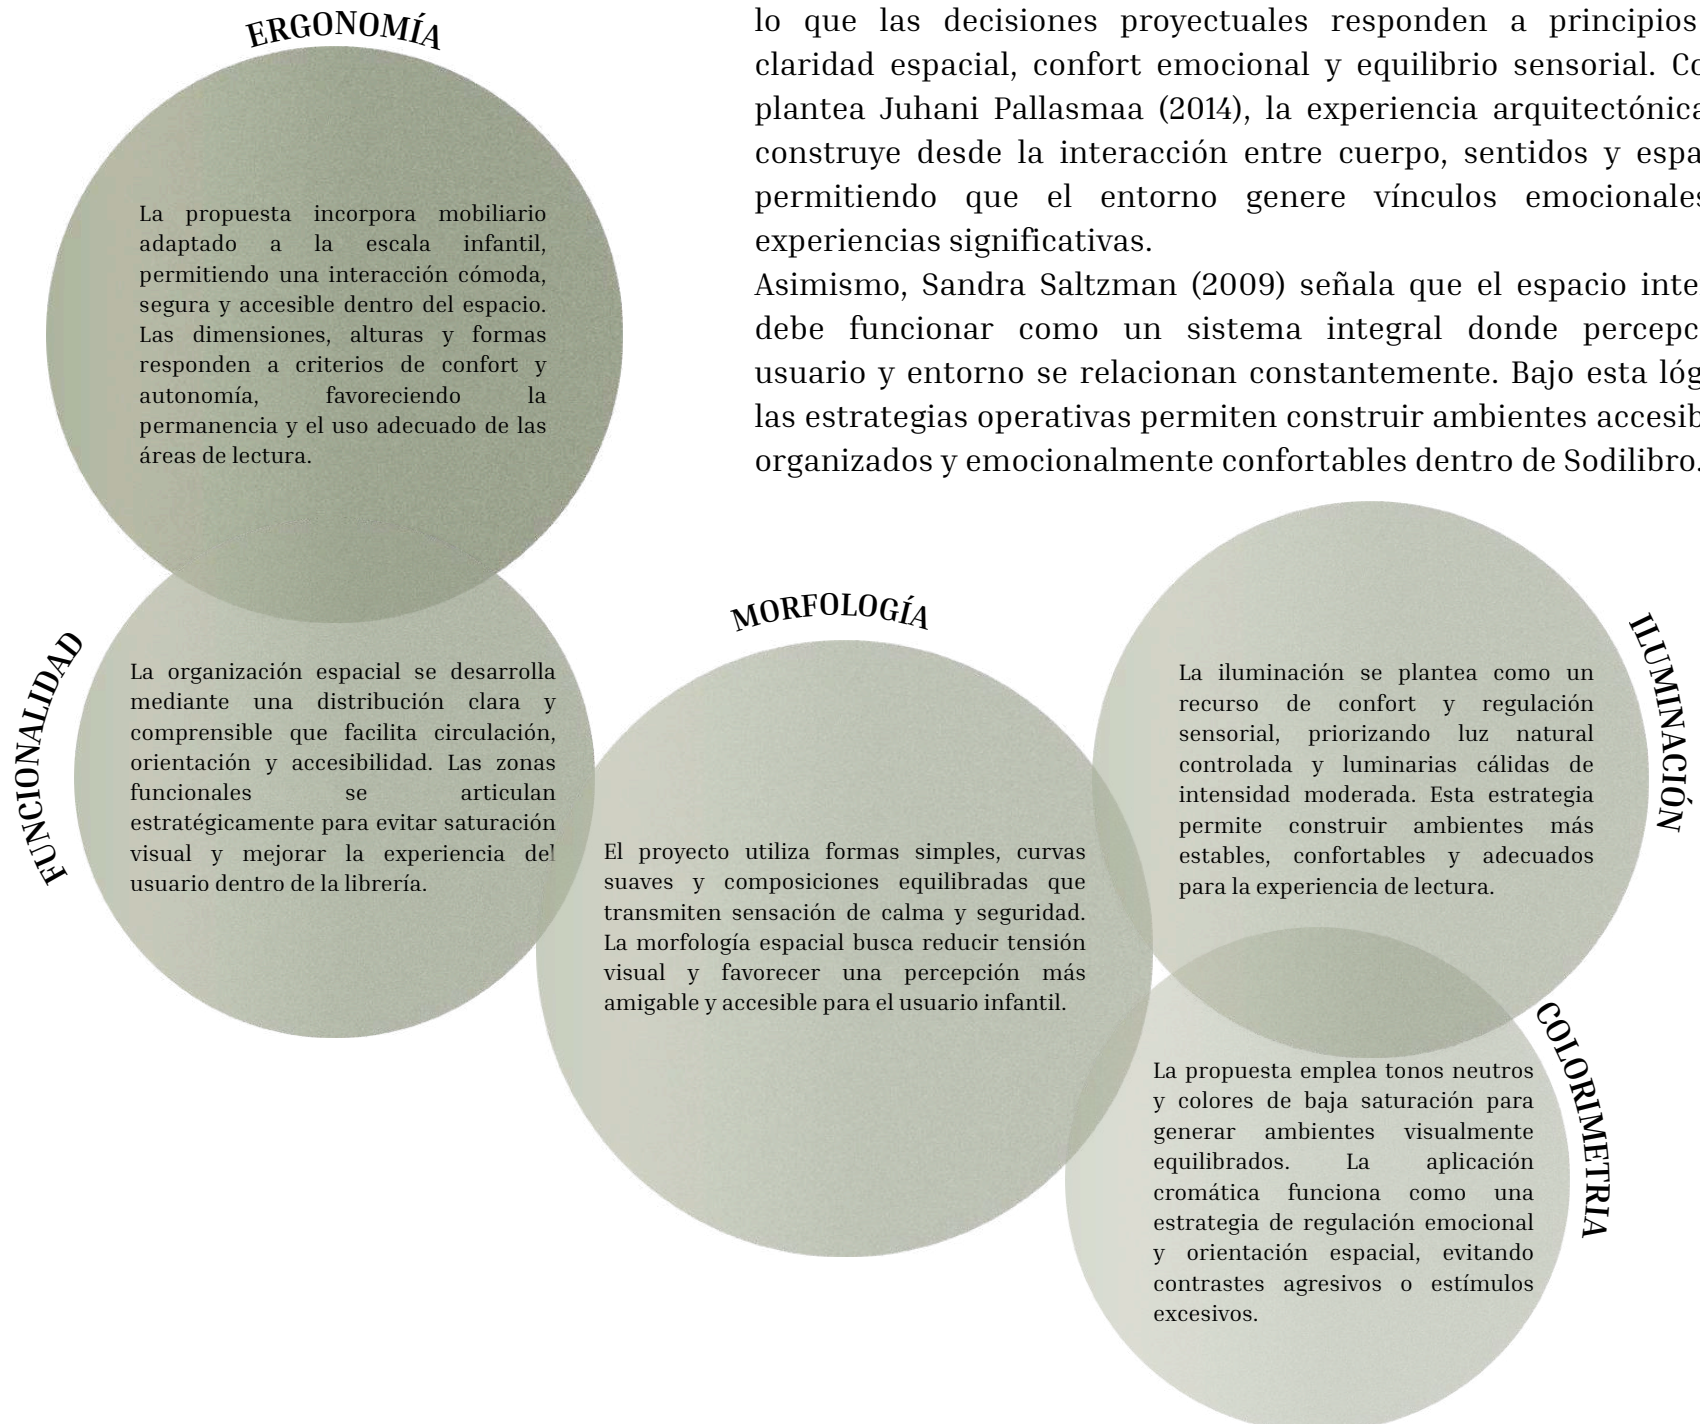 ERGONOMÍA
La propuesta incorpora mobiliario
adaptado a la escala infantil,
permitiendo una interacción cómoda,
segura y accesible dentro del espacio.
Las dimensiones, alturas y formas
responden a criterios de confort y
autonomía, favoreciendo la
permanencia y el uso adecuado de las
áreas de lectura.
lo que las decisiones proyectuales responden a principios
claridad espacial, confort emocional y equilibrio sensorial.
plantea Juhani Pallasmaa (2014), la experiencia arquitectónica
construye desde la interacción entre cuerpo, sentidos y
permitiendo que el entorno genere vínculos emocionales
experiencias significativas.
Asimismo, Sandra Saltzman (2009) señala que el espacio
debe funcionar como un sistema integral donde
usuario y entorno se relacionan constantemente. Bajo esta
las estrategias operativas permiten construir ambientes
organizados y emocionalmente confortables dentro de Sodilibro.
FUNCIONALIDAD
La organización espacial se desarrolla
mediante una distribución clara y
comprensible que facilita circulación,
orientación y accesibilidad. Las zonas
funcionales se articulan
estratégicamente para evitar saturación
visual y mejorar la experiencia del
usuario dentro de la librería.
MORFOLOGÍA
El proyecto utiliza formas simples, curvas
suaves y composiciones equilibradas que
transmiten sensación de calma y seguridad.
La morfología espacial busca reducir tensión
visual y favorecer una percepción más
amigable y accesible para el usuario infantil.
ILUMINACIÓN
La iluminación se plantea como un
recurso de confort y regulación
sensorial, priorizando luz natural
controlada y luminarias cálidas de
intensidad moderada. Esta estrategia
permite construir ambientes más
estables, confortables y adecuados
para la experiencia de lectura.
COLORIMETRIA
La propuesta emplea tonos neutros
y colores de baja saturación para
generar ambientes visualmente
equilibrados. La aplicación
cromática funciona como una
estrategia de regulación emocional
y orientación espacial, evitando
contrastes agresivos o estímulos
excesivos.